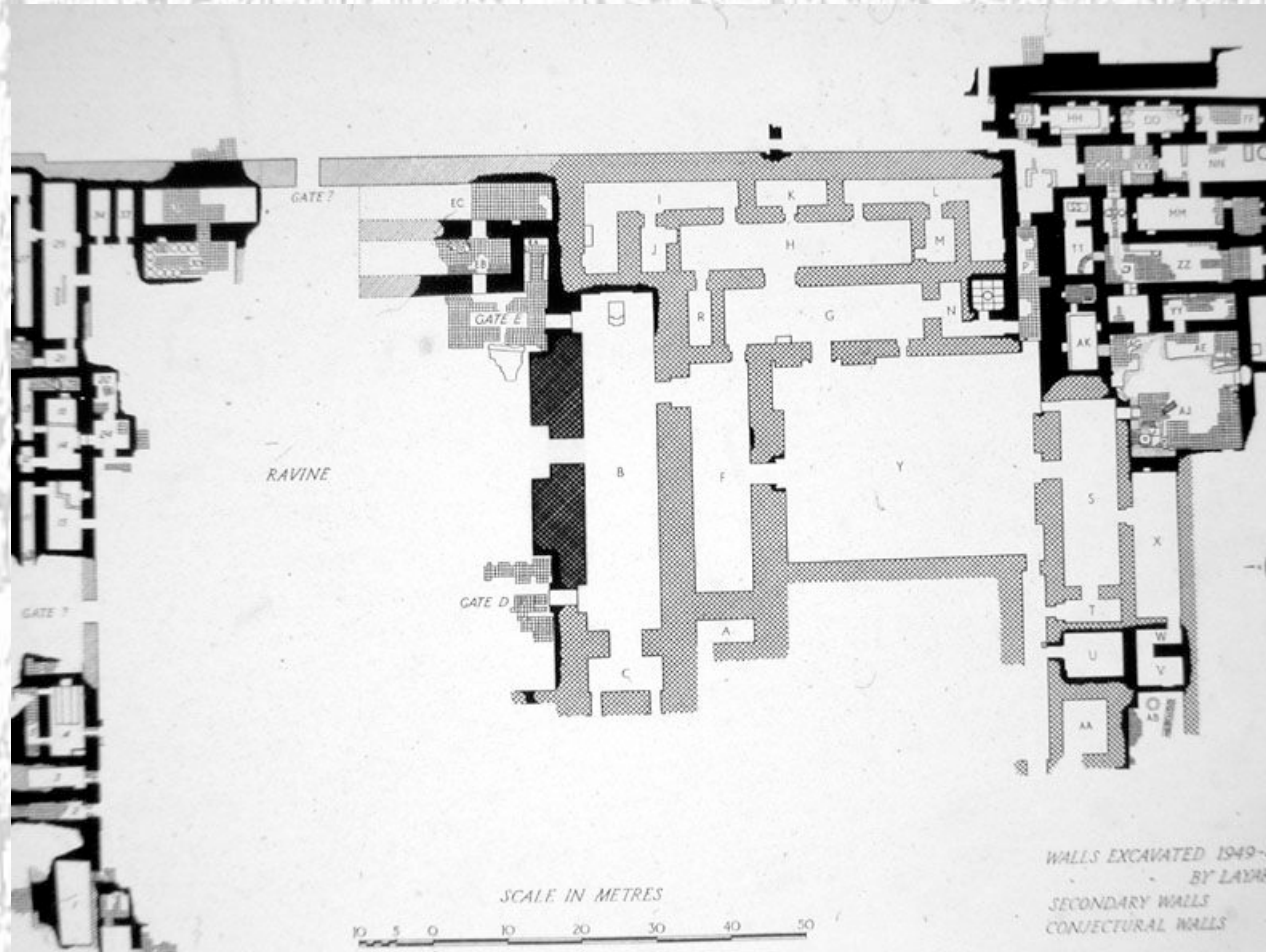 HH
DD
FF
NN
GATE?
EC
I
K
L
MM
J
H
M
TT
EB
P
ZZ
GATE E
R
G
N
YY
AK
AE
AJ
RAVINE
B
F
Y
S
X
GATE D
GATE ?
T
A
W
U
V
C
AB
AA
WALLS EXCAVATED 1949-
BY LAYA
SCALE IN METRES
SECONDARY WALLS
10 5 0 10 20 30 40 50
CONJECTURAL WALLS